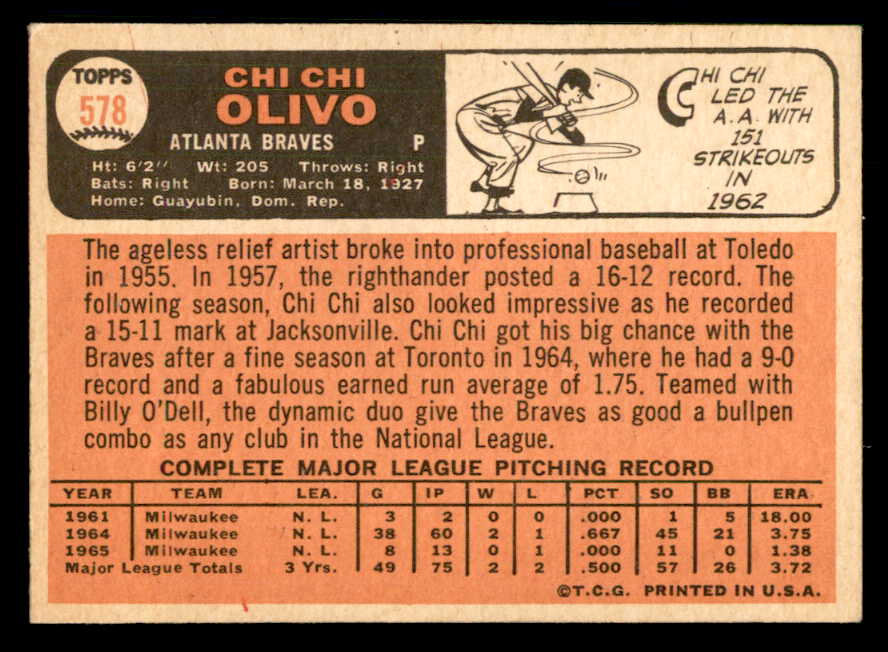 TOPPS
578
CHI CHI
OLIVO
ATLANTA BRAVES P
Ht: 6'2" Wt: 205 Throws: Right
Bats: Right Born: March 18, 1927
Home: Guayubin, Dom. Rep.
CHI CHI
LED THE
A.A. WITH
151
STRIKEOUTS
IN
1962
The ageless relief artist broke into professional baseball at Toledo
in 1955. In 1957, the righthander posted a 16-12 record. The
following season, Chi Chi also looked impressive as he recorded
a 15-11 mark at Jacksonville. Chi Chi got his big chance with the
Braves after a fine season at Toronto in 1964, where he had a 9-0
record and a fabulous earned run average of 1.75. Teamed with
Billy O'Dell, the dynamic duo give the Braves as good a bullpen
combo as any club in the National League.
COMPLETE MAJOR LEAGUE PITCHING RECORD
YEAR TEAM LEA. G IP W L PCT SO BB ERA
1961 Milwaukee N. L. 3 2 0 0 .000 1 5 18.00
1964 Milwaukee N. L. 38 60 2 1 .667 45 21 3.75
1965 Milwaukee N. L. 8 13 0 1 .000 11 0 1.38
Major League Totals 3 Yrs. 49 75 2 2 .500 57 26 3.72
©T.C.G. PRINTED IN U.S.A.